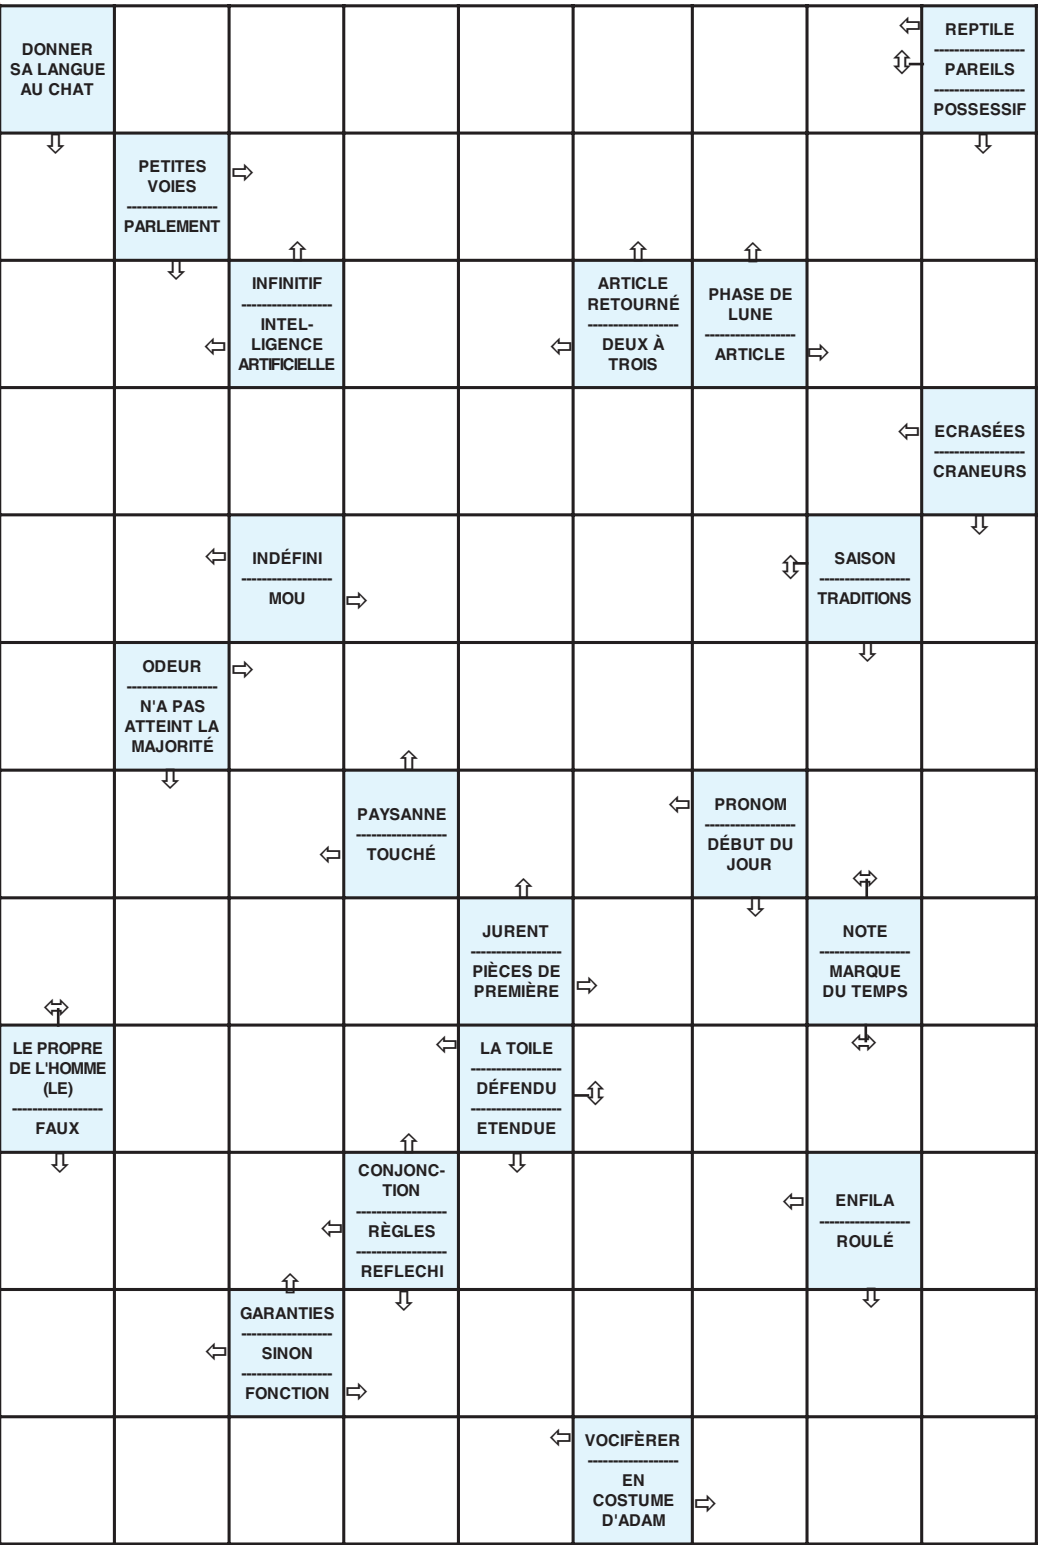 DONNER
SA LANGUE
AU CHAT
REPTILE
PAREILS
POSSESSIF
PETITES
VOIES
PARLEMENT
INFINITIF
INTEL-
LIGENCE
ARTIFICIELLE
ARTICLE
RETOURNÉ
DEUX À
TROIS
PHASE DE
LUNE
ARTICLE
ECRASÉES
CRANEURS
INDÉFINI
MOU
SAISON
TRADITIONS
ODEUR
N'A PAS
ATTEINT LA
MAJORITÉ
PAYSANNE
TOUCHÉ
PRONOM
DÉBUT DU
JOUR
JURENT
PIÈCES DE
PREMIÈRE
NOTE
MARQUE
DU TEMPS
LE PROPRE
DE L'HOMME
(LE)
FAUX
LA TOILE
DÉFENDU
ETENDUE
CONJONC-
TION
RÈGLES
REFLECHI
ENFILA
ROULÉ
GARANTIES
SINON
FONCTION
VOCIFÈRER
EN
COSTUME
D'ADAM